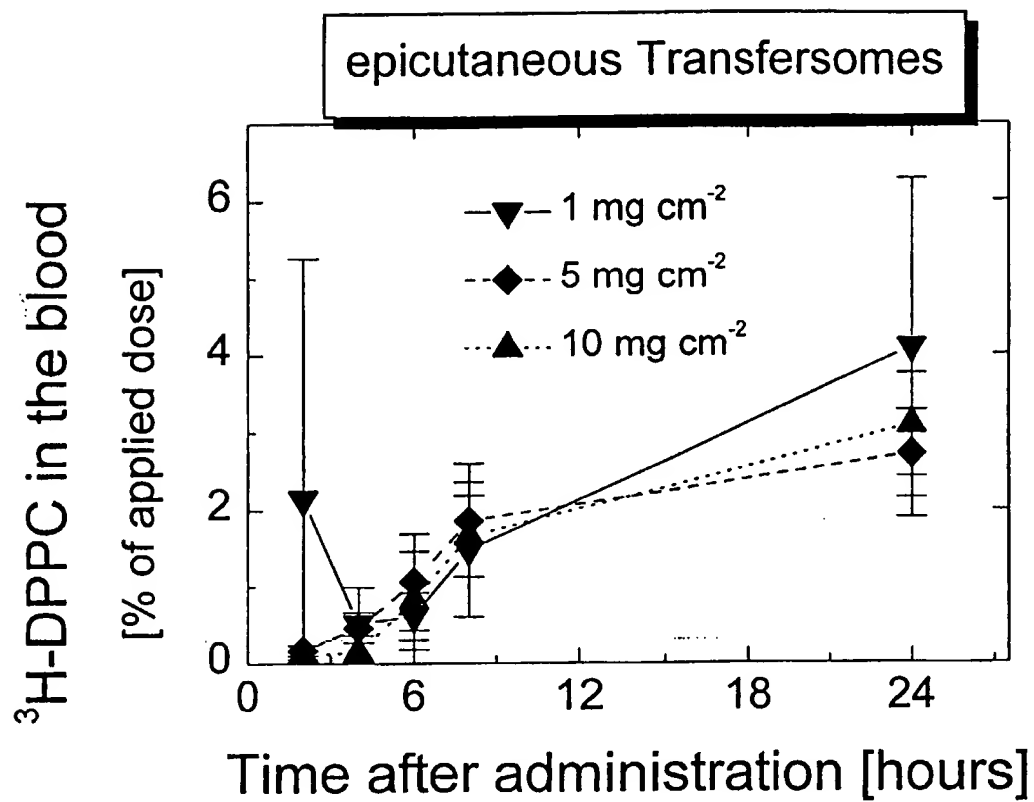 epicutaneous Transfersomes
³H-DPPC in the blood
[% of applied dose]
6
4
2
0
1 mg cm⁻²
5 mg cm⁻²
10 mg cm⁻²
0 6 12 18 24
Time after administration [hours]